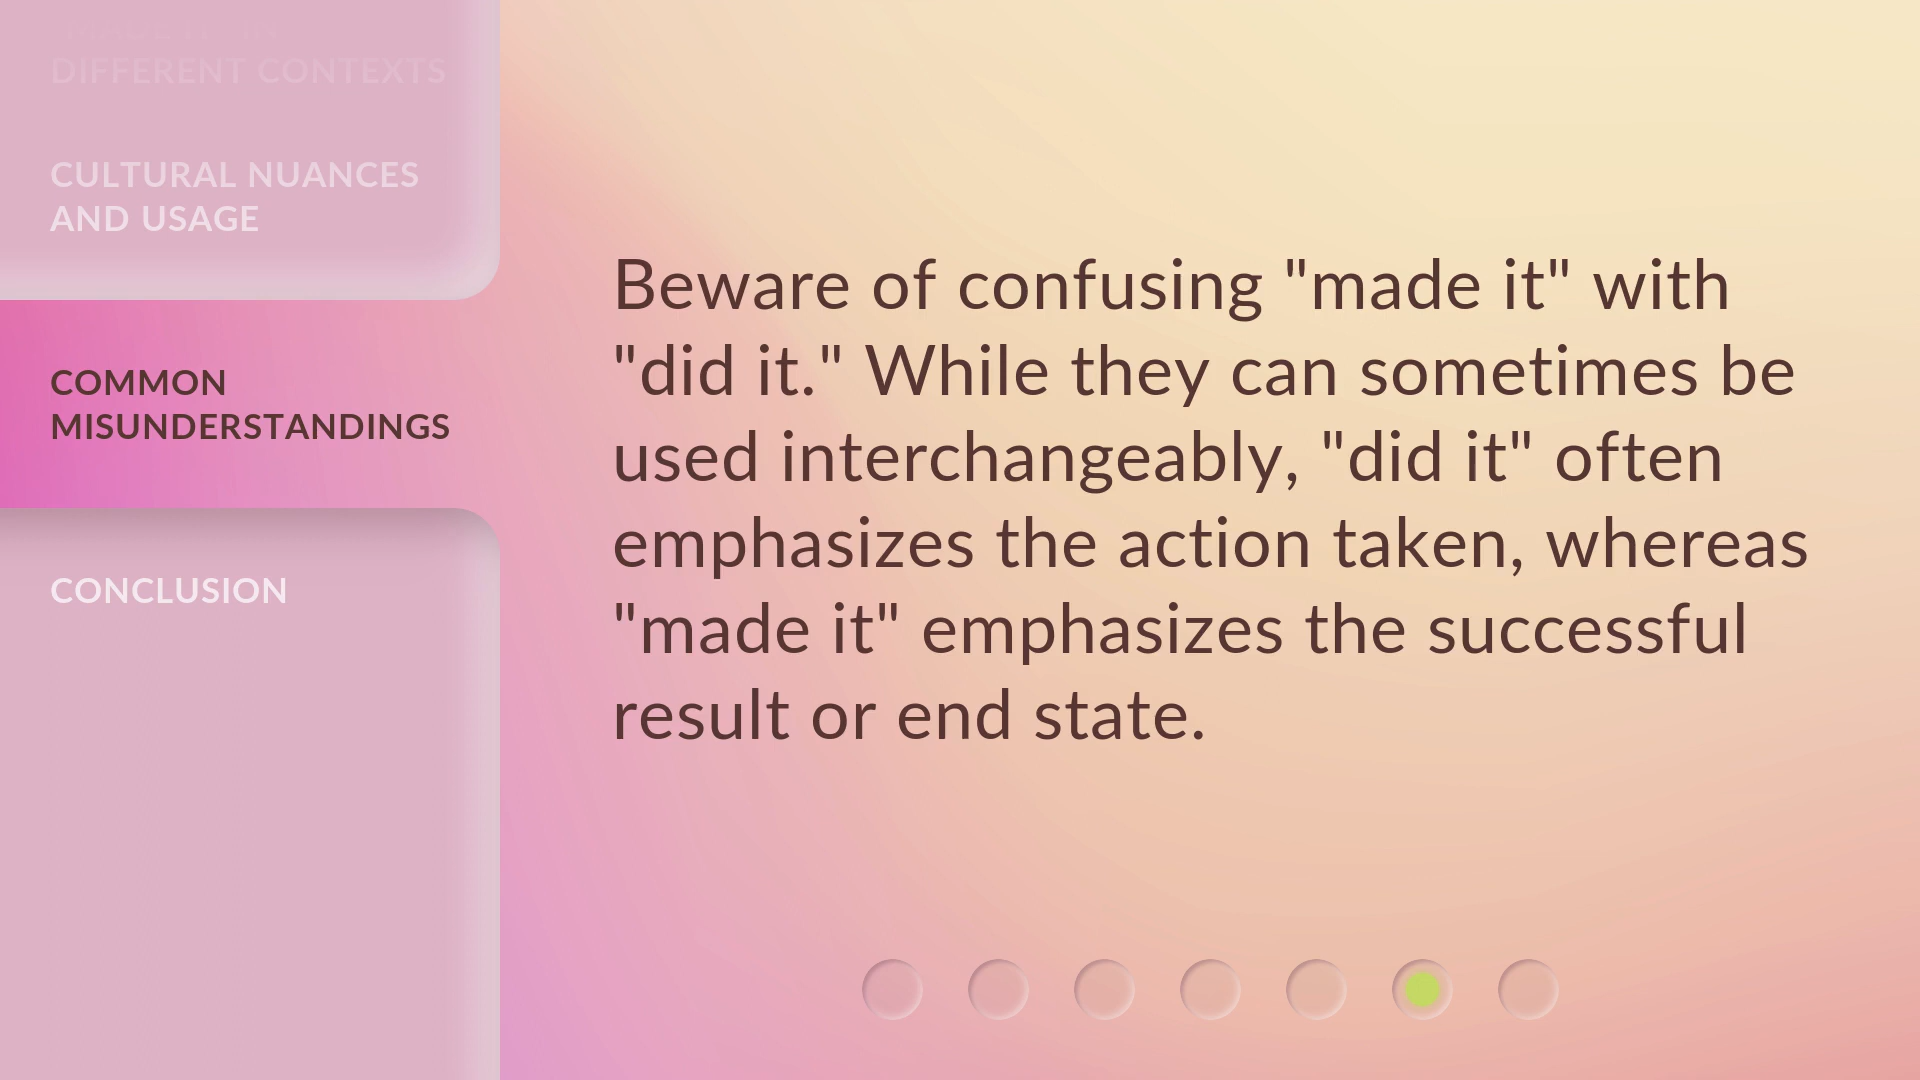 DIFFERENT CONTEXTS
CULTURAL NUANCES
AND USAGE
COMMON
MISUNDERSTANDINGS
CONCLUSION
Beware of confusing "made it" with
"did it." While they can sometimes be
used interchangeably, "did it" often
emphasizes the action taken, whereas
"made it" emphasizes the successful
result or end state.